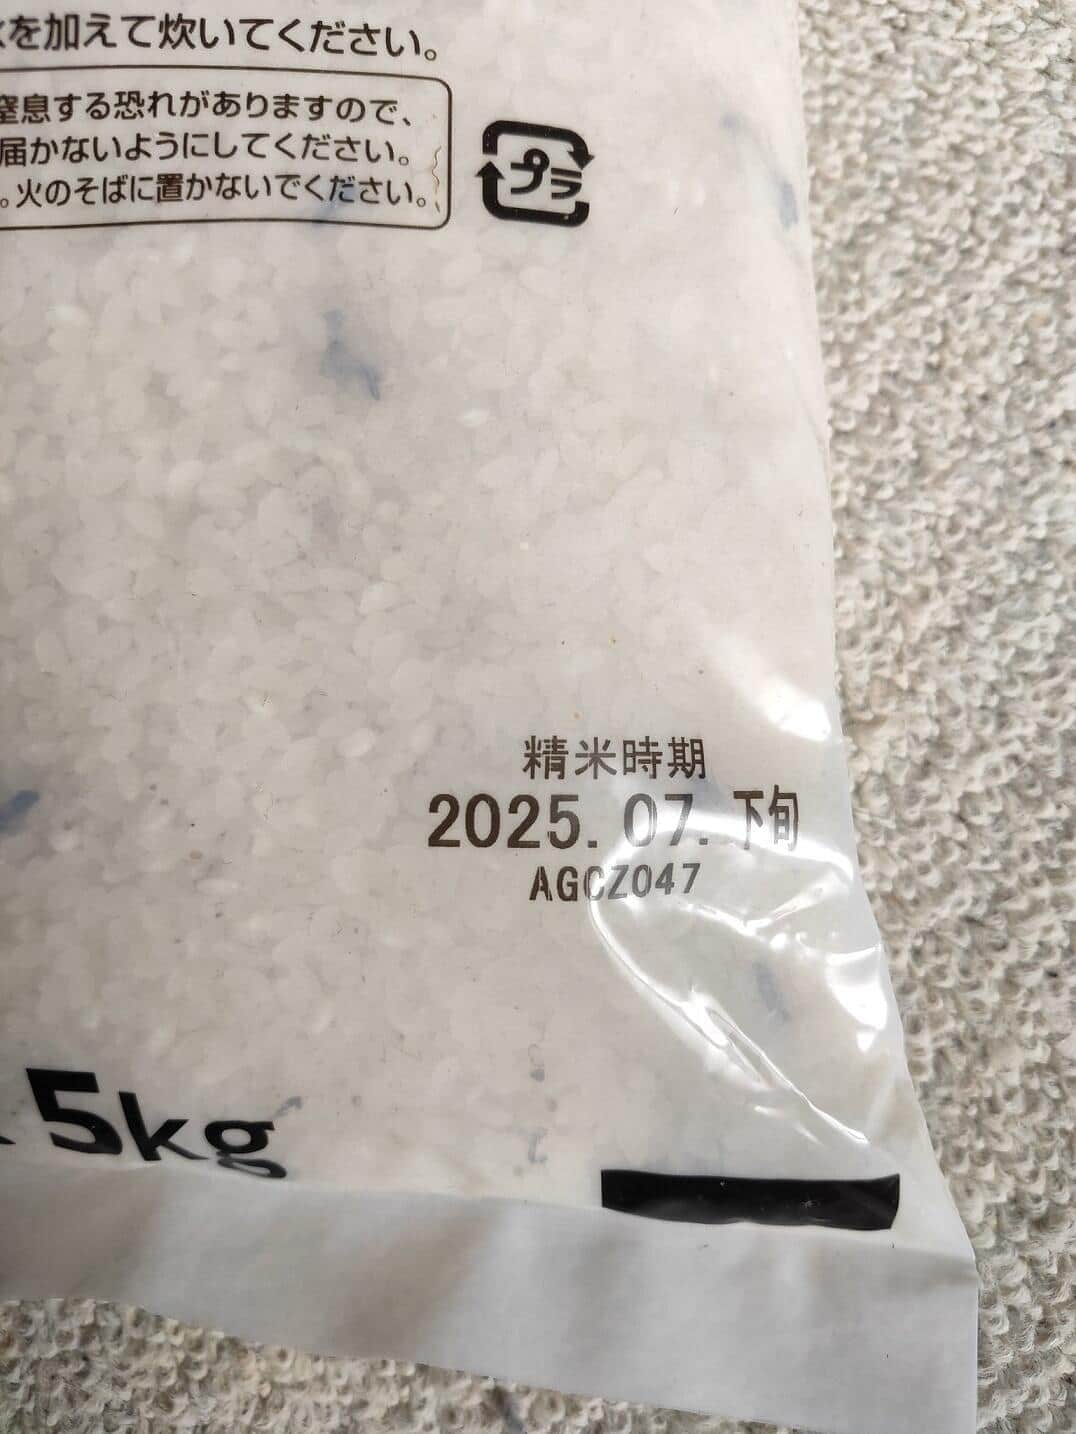 を加えて炊いてください。
窒息する恐れがありますので、
届かないようにしてください。
。火のそばに置かないでください。
プラ
精米時期
2025.07.下旬
AGCZ047
5kg